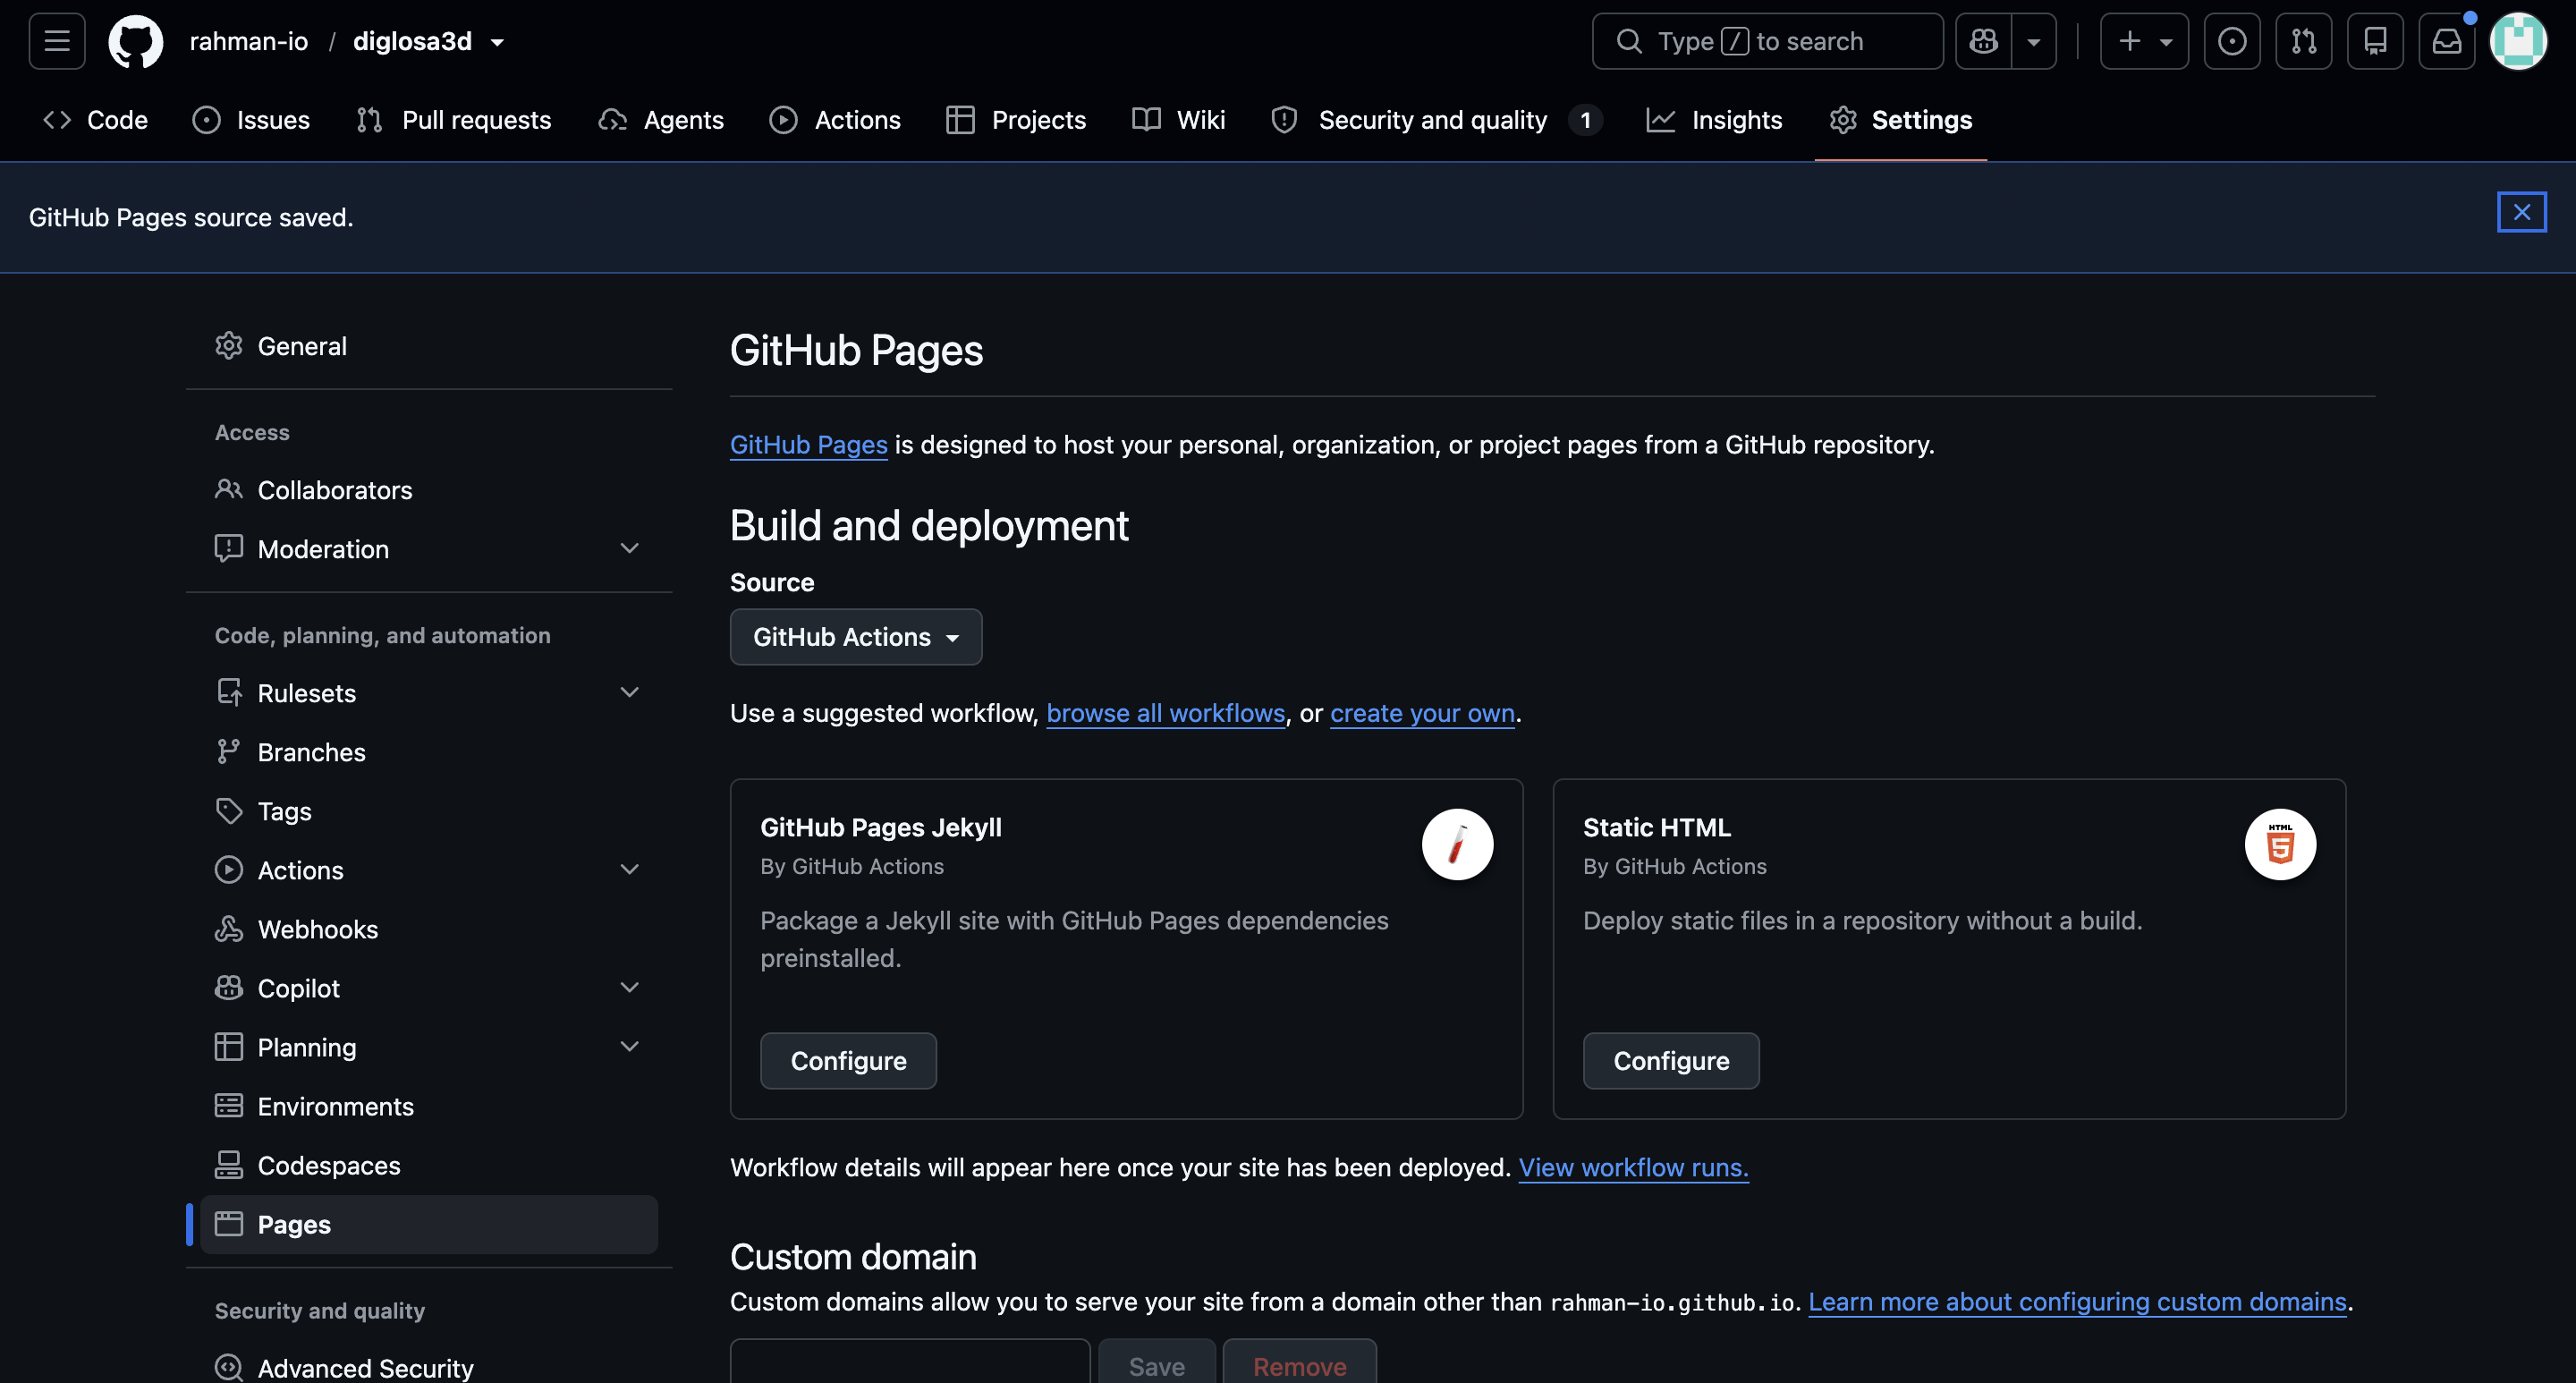 rahman-io / diglosa3d
Type / to search
Code
Issues
Pull requests
Agents
Actions
Projects
Wiki
Security and quality 1
Insights
Settings
GitHub Pages source saved.
General
Access
Collaborators
Moderation
Code, planning, and automation
Rulesets
Branches
Tags
Actions
Webhooks
Copilot
Planning
Environments
Codespaces
Pages
Security and quality
Advanced Security
GitHub Pages
GitHub Pages is designed to host your personal, organization, or project pages from a GitHub repository.
Build and deployment
Source
GitHub Actions
Use a suggested workflow, browse all workflows, or create your own.
GitHub Pages Jekyll
By GitHub Actions
Package a Jekyll site with GitHub Pages dependencies
preinstalled.
Configure
Static HTML
HTML
5
By GitHub Actions
Deploy static files in a repository without a build.
Configure
Workflow details will appear here once your site has been deployed. View workflow runs.
Custom domain
Custom domains allow you to serve your site from a domain other than rahman-io.github.io. Learn more about configuring custom domains.
Save
Remove